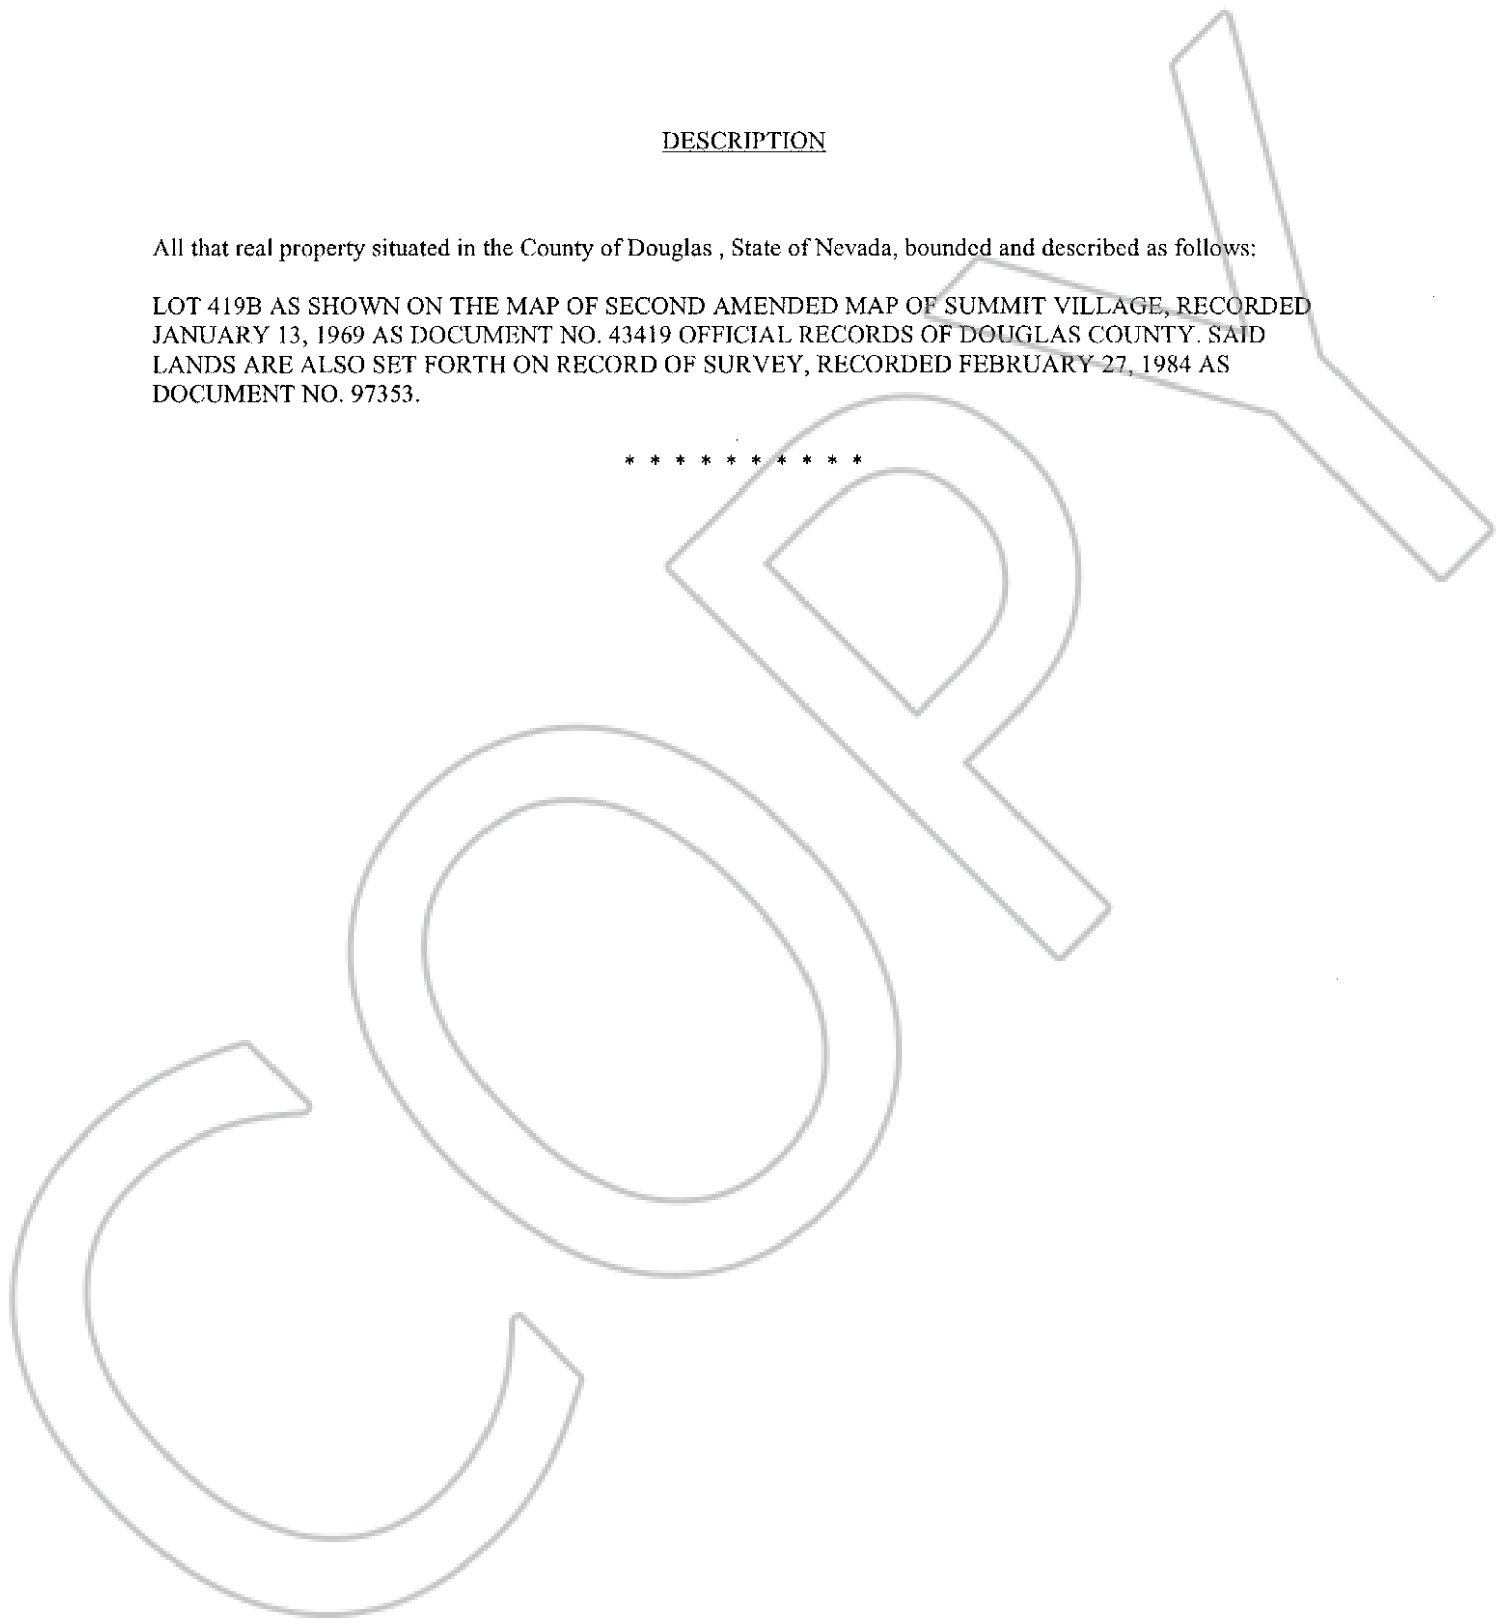 DESCRIPTION
All that real property situated in the County of Douglas , State of Nevada, bounded and described as follows:
LOT 419B AS SHOWN ON THE MAP OF SECOND AMENDED MAP OF SUMMIT VILLAGE, RECORDED
JANUARY 13, 1969 AS DOCUMENT NO. 43419 OFFICIAL RECORDS OF DOUGLAS COUNTY. SAID
LANDS ARE ALSO SET FORTH ON RECORD OF SURVEY, RECORDED FEBRUARY 27, 1984 AS
DOCUMENT NO. 97353.
* * * * * * * * * *
COPY